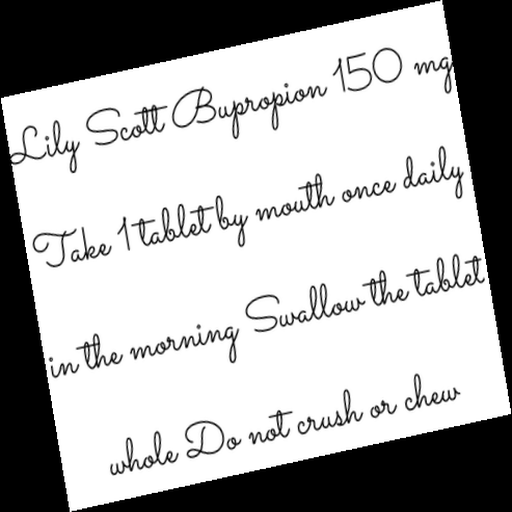 Lily Scott Bupropion 150 mg
Take 1 tablet by mouth once daily
in the morning Swallow the tablet
whole Do not crush or chew